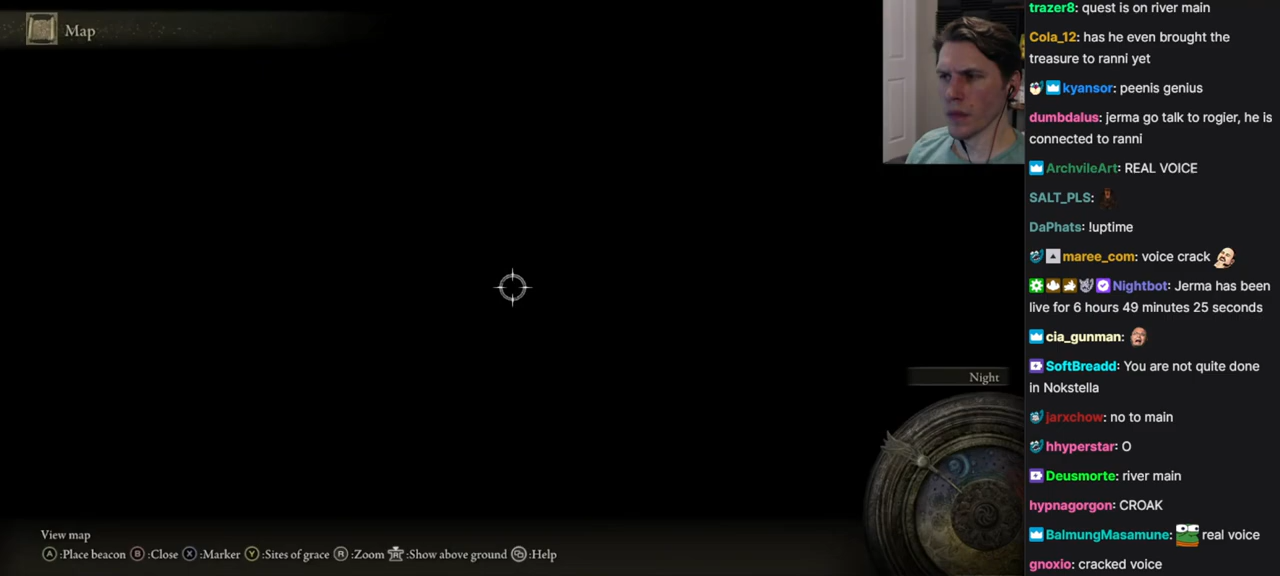 Map
Night
View map
A :Place beacon B :Close X :Marker Y :Sites of grace R :Zoom :Show above ground :Help
trazer8: quest is on river main
Cola_12: has he even brought the
treasure to ranni yet
kyansor: peenis genius
dumbdalus: jerma go talk to rogier, he is
connected to ranni
ArchvileArt: REAL VOICE
SALT_PLS:
DaPhats: !uptime
maree_com: voice crack
Nightbot: Jerma has been
live for 6 hours 49 minutes 25 seconds
cia_gunman:
SoftBreadd: You are not quite done
in Nokstella
jarxchow: no to main
hhyperstar: O
Deusmorte: river main
hypnagorgon: CROAK
BalmungMasamune: real voice
gnoxio: cracked voice